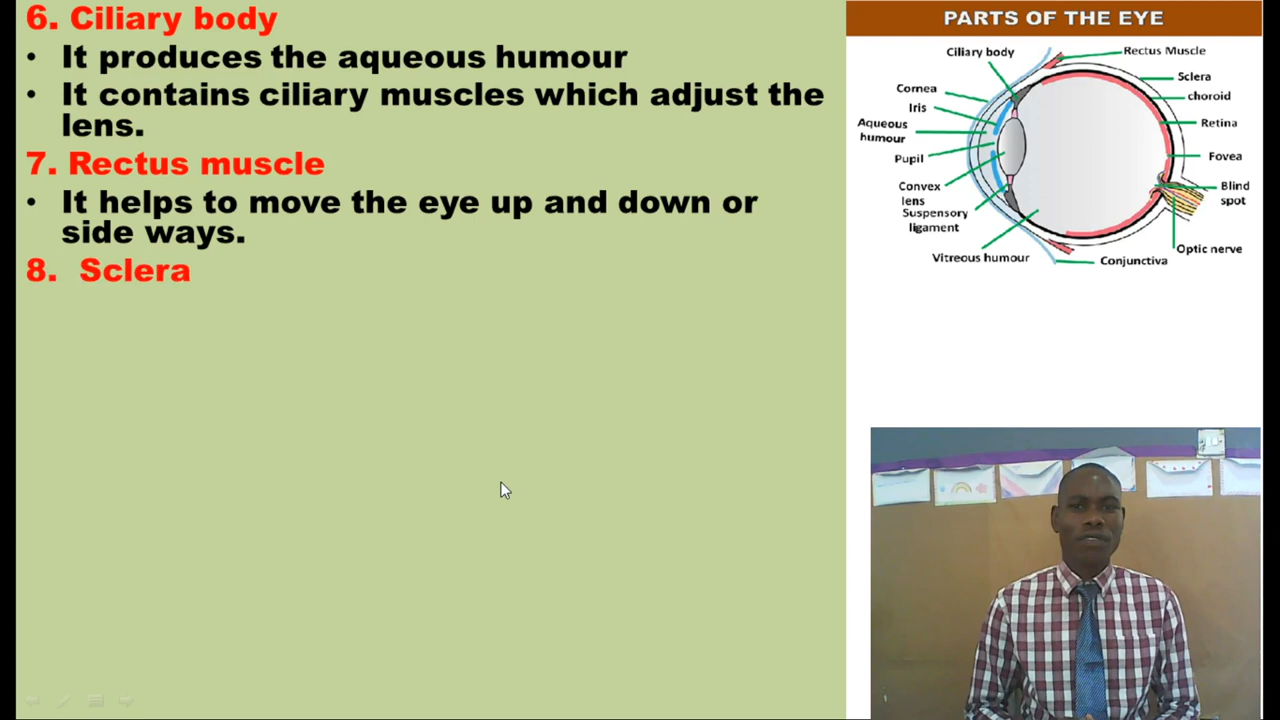 6. Ciliary body
• It produces the aqueous humour
• It contains ciliary muscles which adjust the
lens.
7. Rectus muscle
• It helps to move the eye up and down or
side ways.
8. Sclera
PARTS OF THE EYE
Ciliary body
Rectus Muscle
Sclera
Cornea
choroid
Iris
Aqueous
humour
Retina
Pupil
Fovea
Convex
lens
Blind
spot
Suspensory
ligament
Optic nerve
Vitreous humour
Conjunctiva